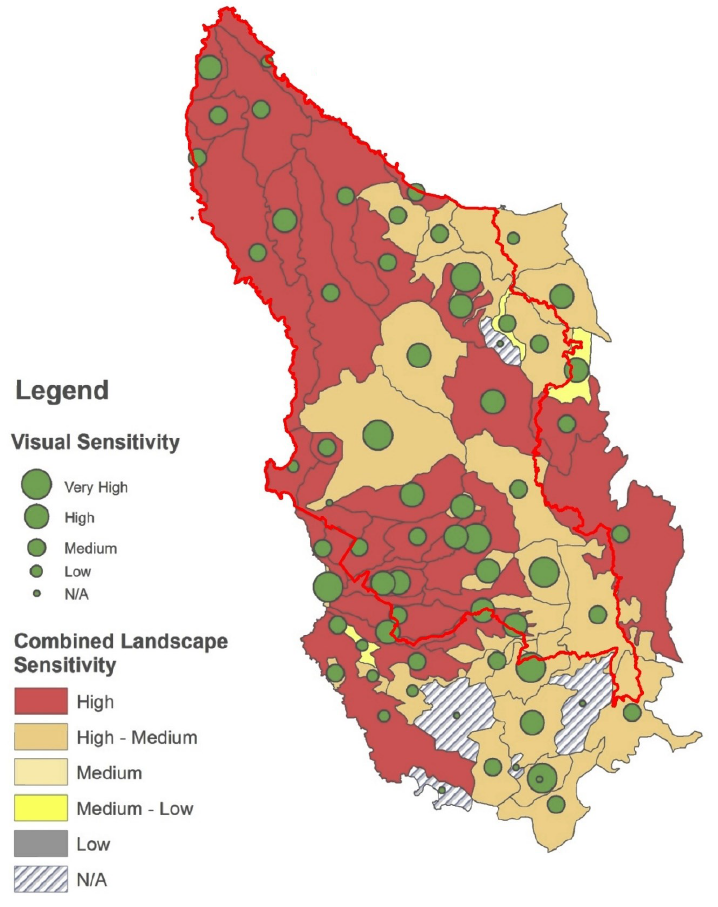 Legend
Visual Sensitivity
Very High
High
Medium
Low
N/A
Combined Landscape
Sensitivity
High
High - Medium
Medium
Medium - Low
Low
N/A